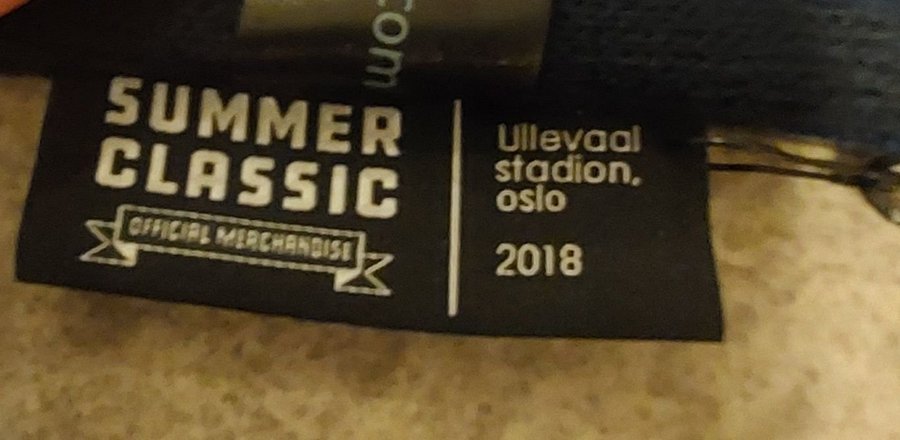 com
SUMMER
CLASSIC
OFFICIAL MERCHANDISE
Ullevaal
stadion,
oslo
2018